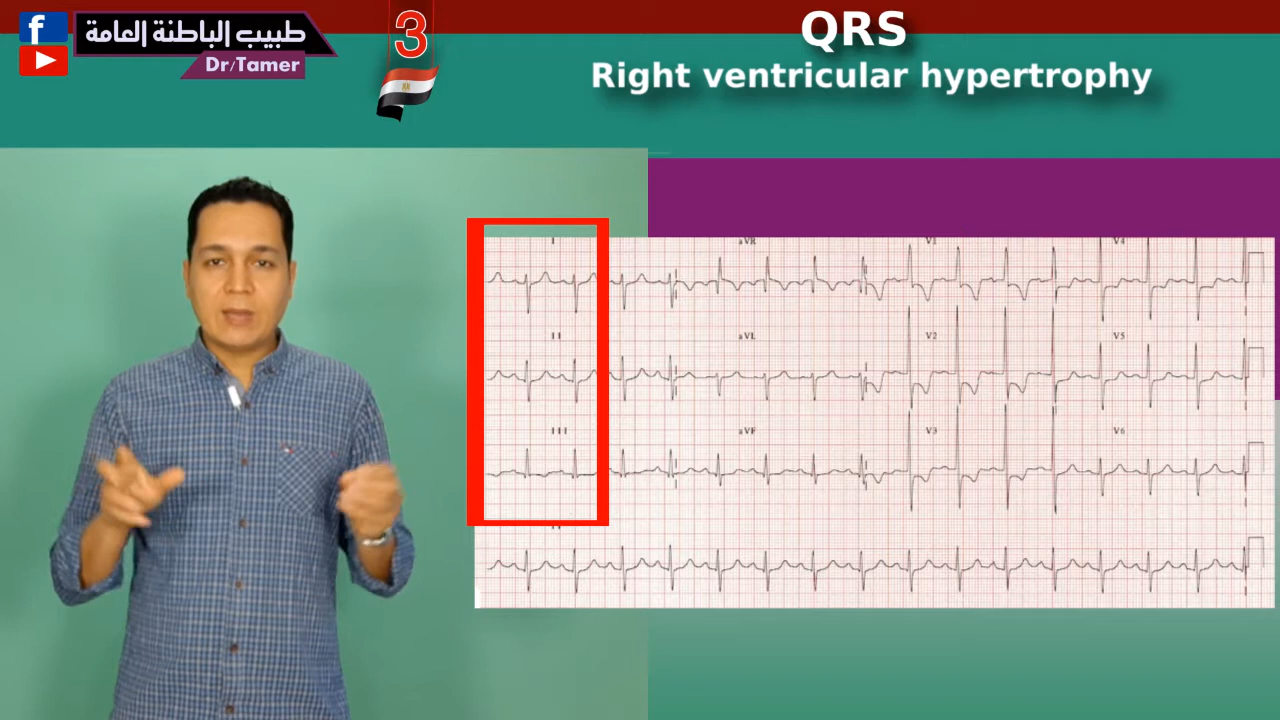 f
طبيب الباطنة العامة
Dr/Tamer
3
QRS
Right ventricular hypertrophy
I aVR V1 V4
II aVL V2 V5
III aVF V3 V6